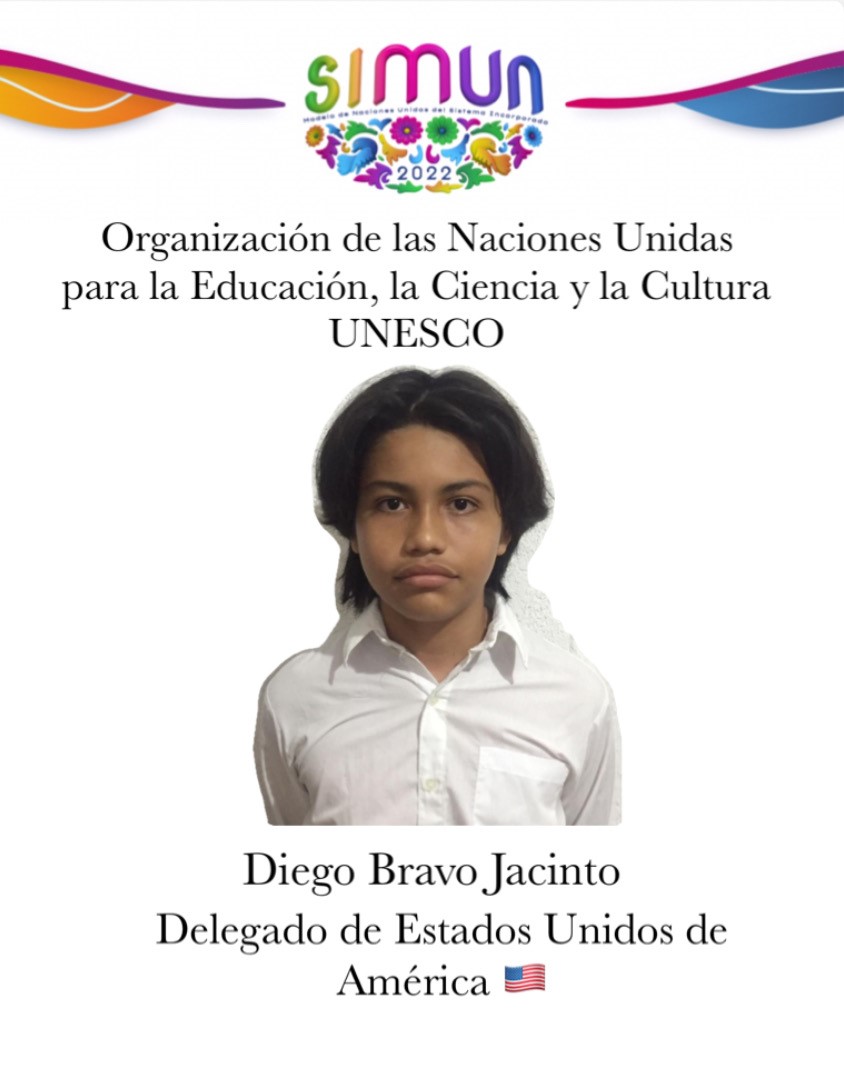 SIMUN
Modelo de Naciones Unidas del Sistema Incorporado
2022
Organización de las Naciones Unidas
para la Educación, la Ciencia y la Cultura
UNESCO
Diego Bravo Jacinto
Delegado de Estados Unidos de
América 🇺🇸